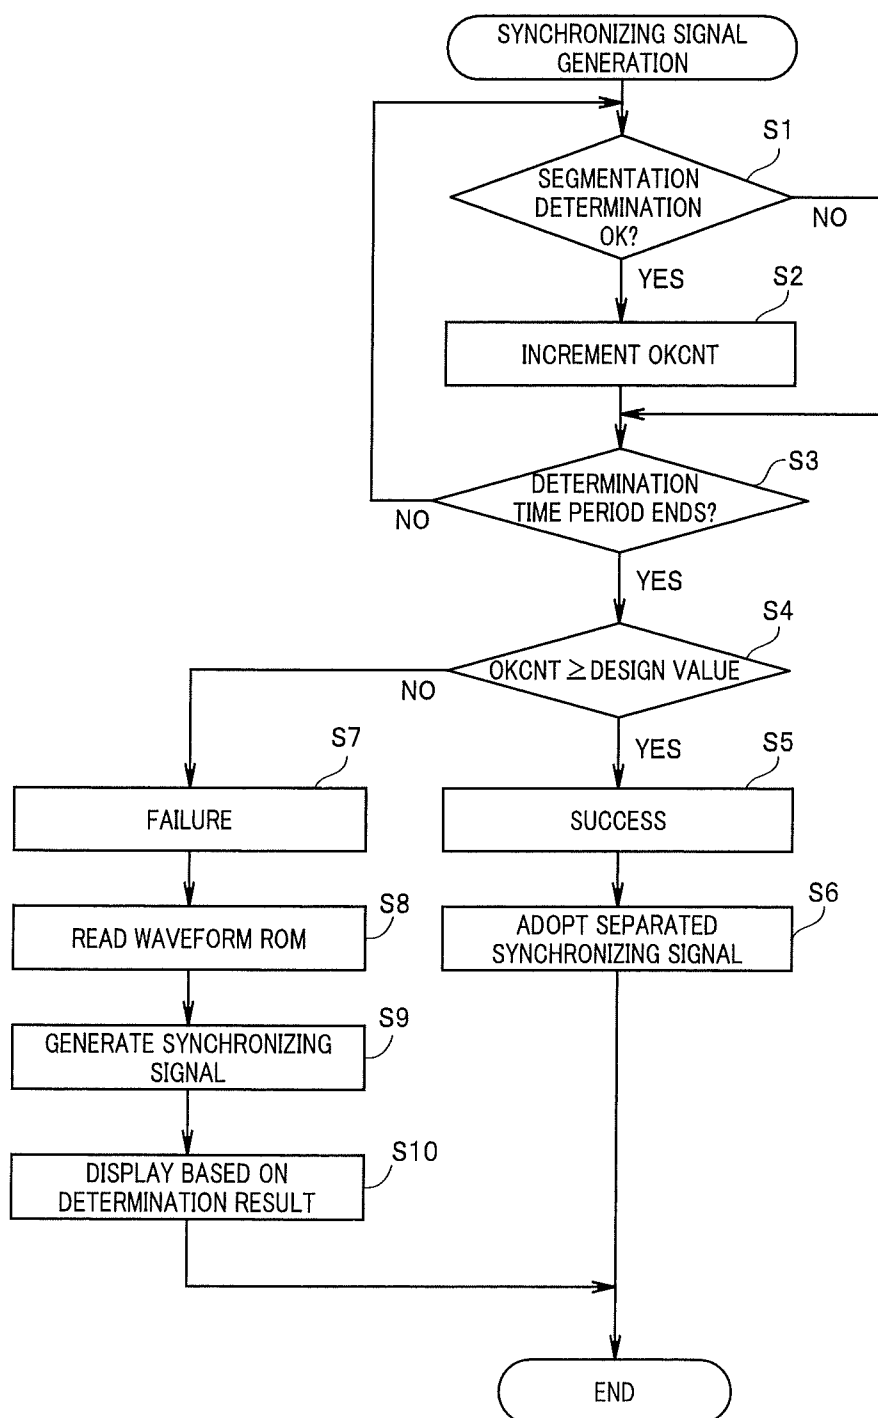 SYNCHRONIZING SIGNAL
GENERATION
S1
SEGMENTATION
DETERMINATION
OK?
NO
YES
S2
INCREMENT OKCNT
S3
DETERMINATION
TIME PERIOD ENDS?
NO
YES
S4
OKCNT ≧ DESIGN VALUE
NO
YES
S7
FAILURE
S5
SUCCESS
S8
READ WAVEFORM ROM
S6
ADOPT SEPARATED
SYNCHRONIZING SIGNAL
S9
GENERATE SYNCHRONIZING
SIGNAL
S10
DISPLAY BASED ON
DETERMINATION RESULT
END